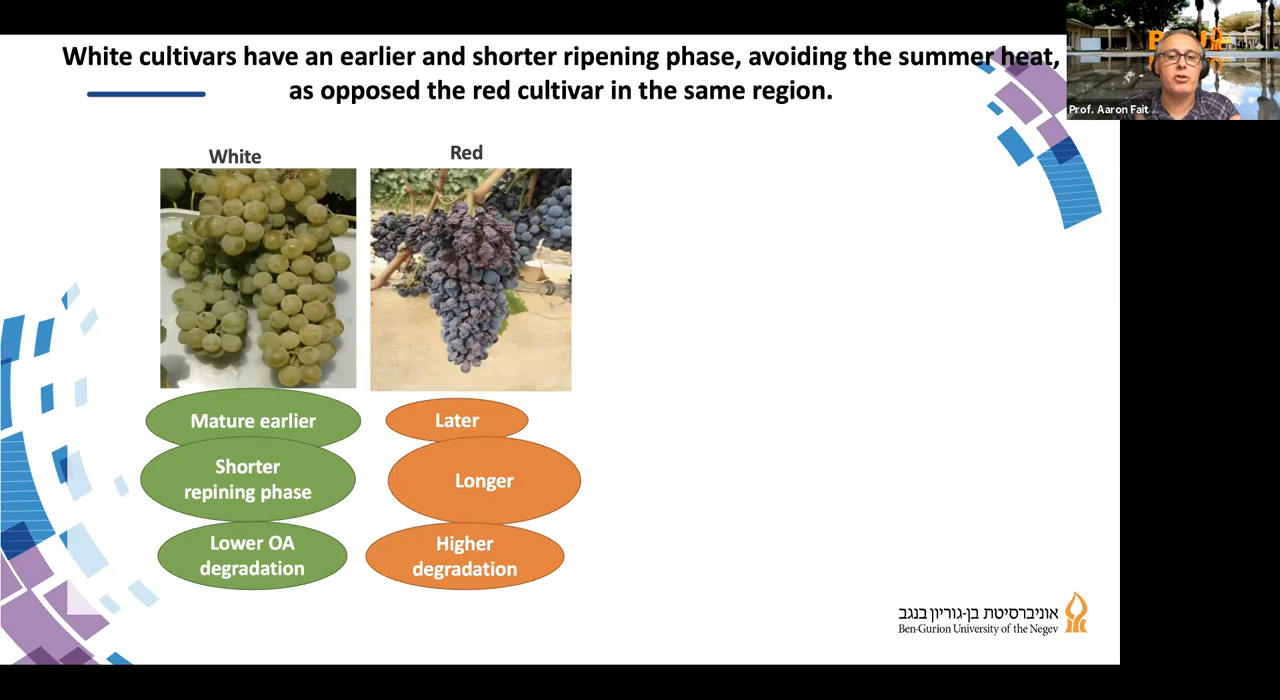 White cultivars have an earlier and shorter ripening phase, avoiding the summer heat,
as opposed the red cultivar in the same region.
Prof. Aaron Fait
White
Red
Mature earlier
Later
Shorter
repining phase
Longer
Lower OA
degradation
Higher
degradation
אוניברסיטת בן-גוריון בנגב
Ben-Gurion University of the Negev